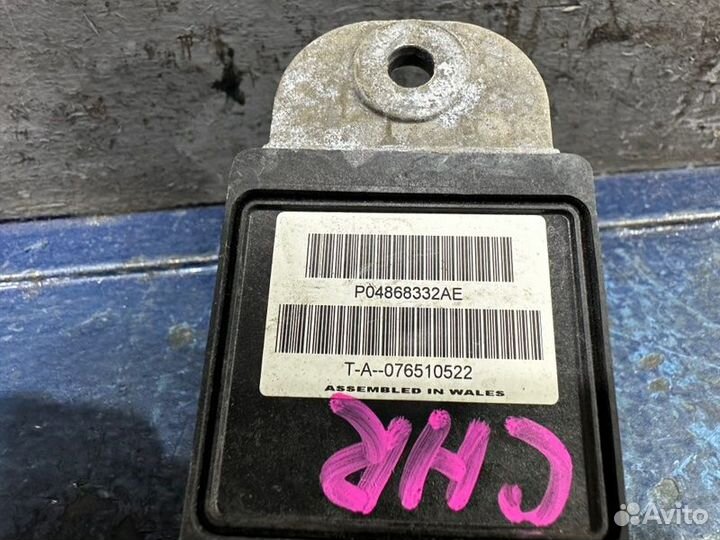 P04868332AE
T-A--076510522
ASSEMBLED IN WALES
CHR
Avito